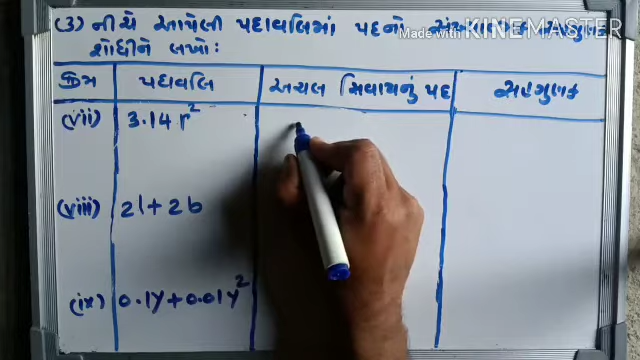 (3) નીચે આપેલી પદાવલિમાં પદનો
Made with KINEMASTER
શોધીને લખો :
ક્રમ પદાવલિ અચલ સિવાયનું પદ સહગુણક
(vii) 3.14 r²
(viii) 2l + 2b
(ix) 0.1y + 0.01y²